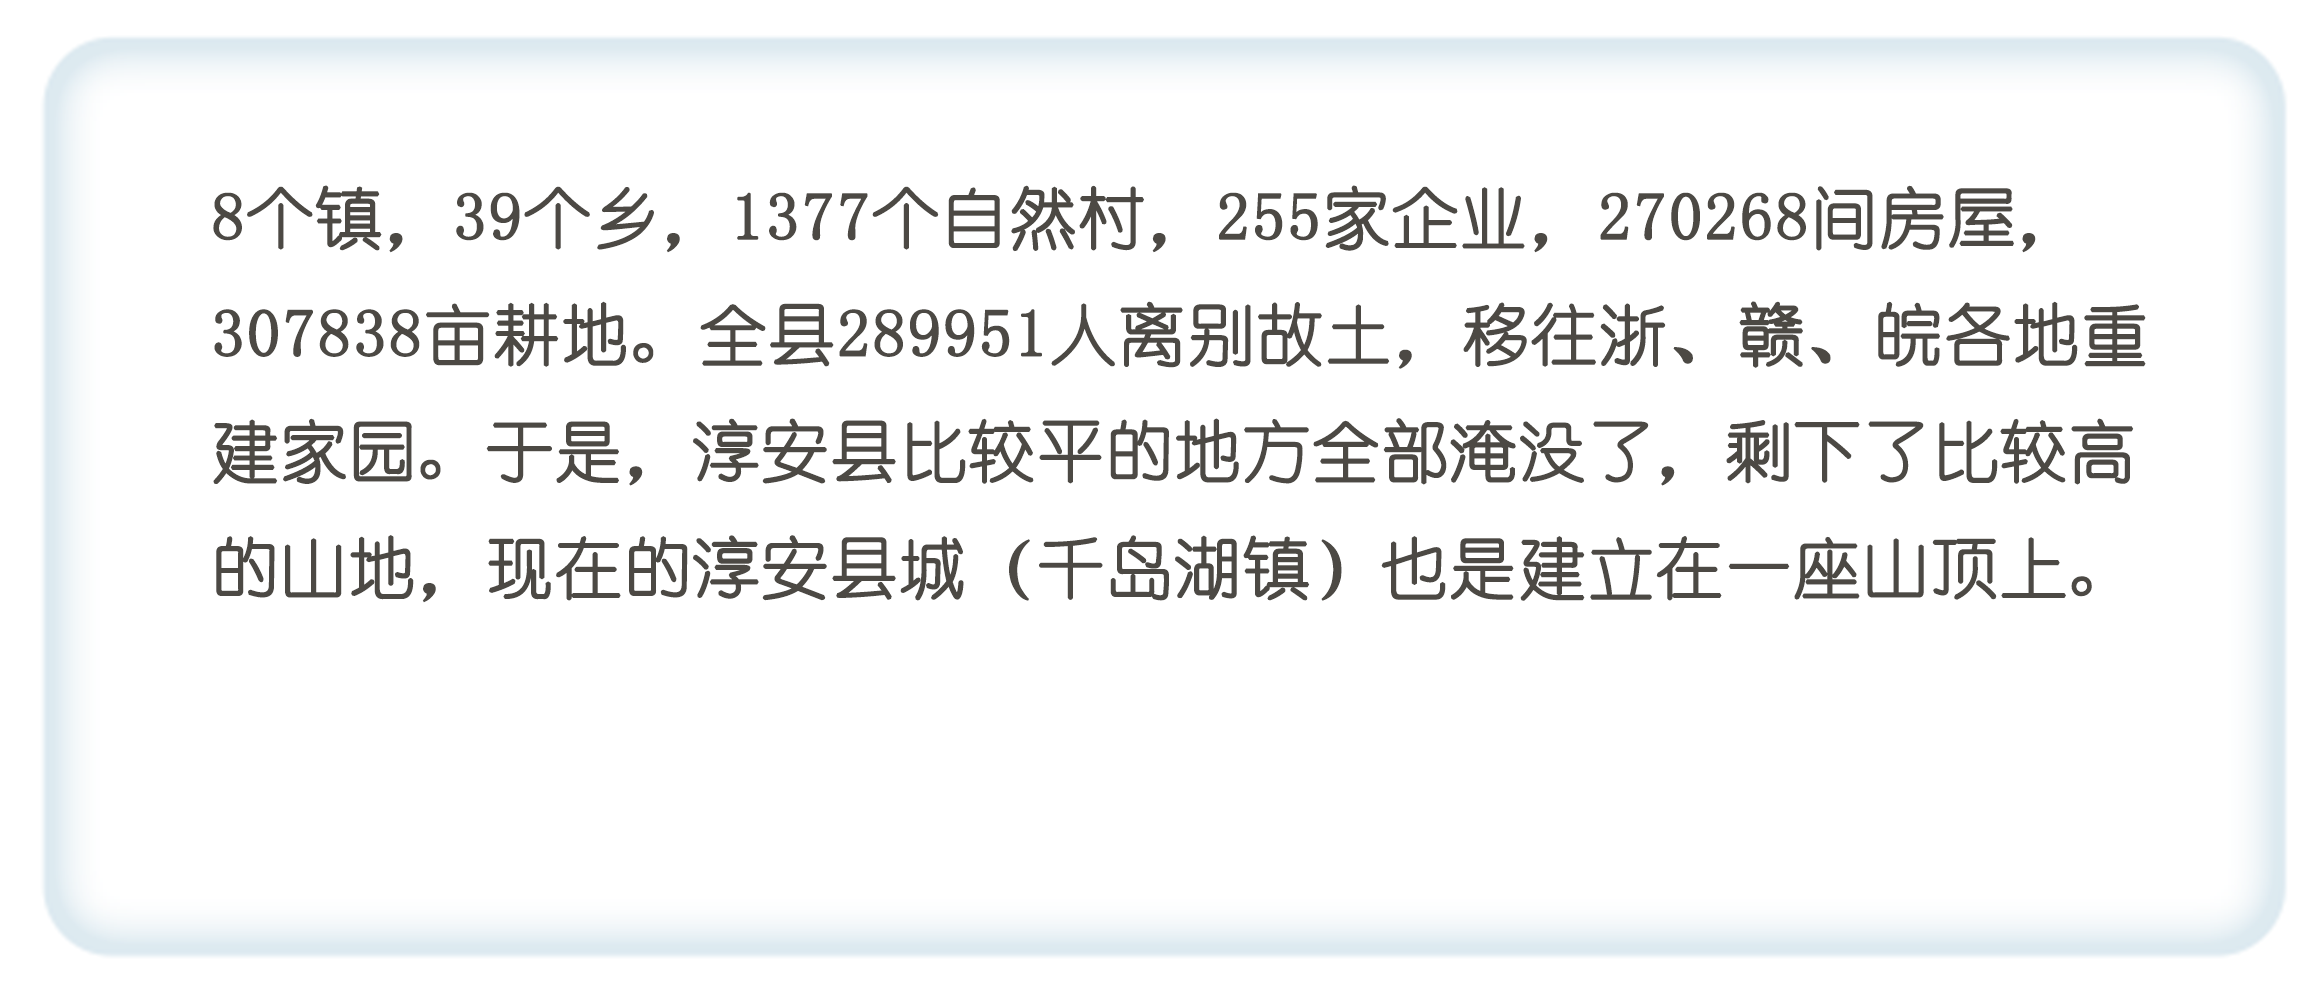 8个镇，39个乡，1377个自然村，255家企业，270268间房屋，
307838亩耕地。全县289951人离别故土，移往浙、赣、皖各地重
建家园。于是，淳安县比较平的地方全部淹没了，剩下了比较高
的山地，现在的淳安县城（千岛湖镇）也是建立在一座山顶上。